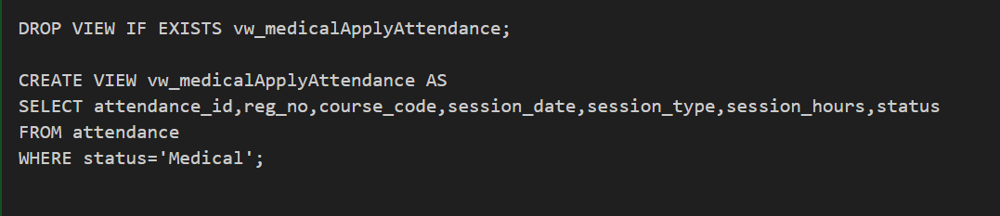 DROP VIEW IF EXISTS vw_medicalApplyAttendance;
CREATE VIEW vw_medicalApplyAttendance AS
SELECT attendance_id,reg_no,course_code,session_date,session_type,session_hours,status
FROM attendance
WHERE status='Medical';